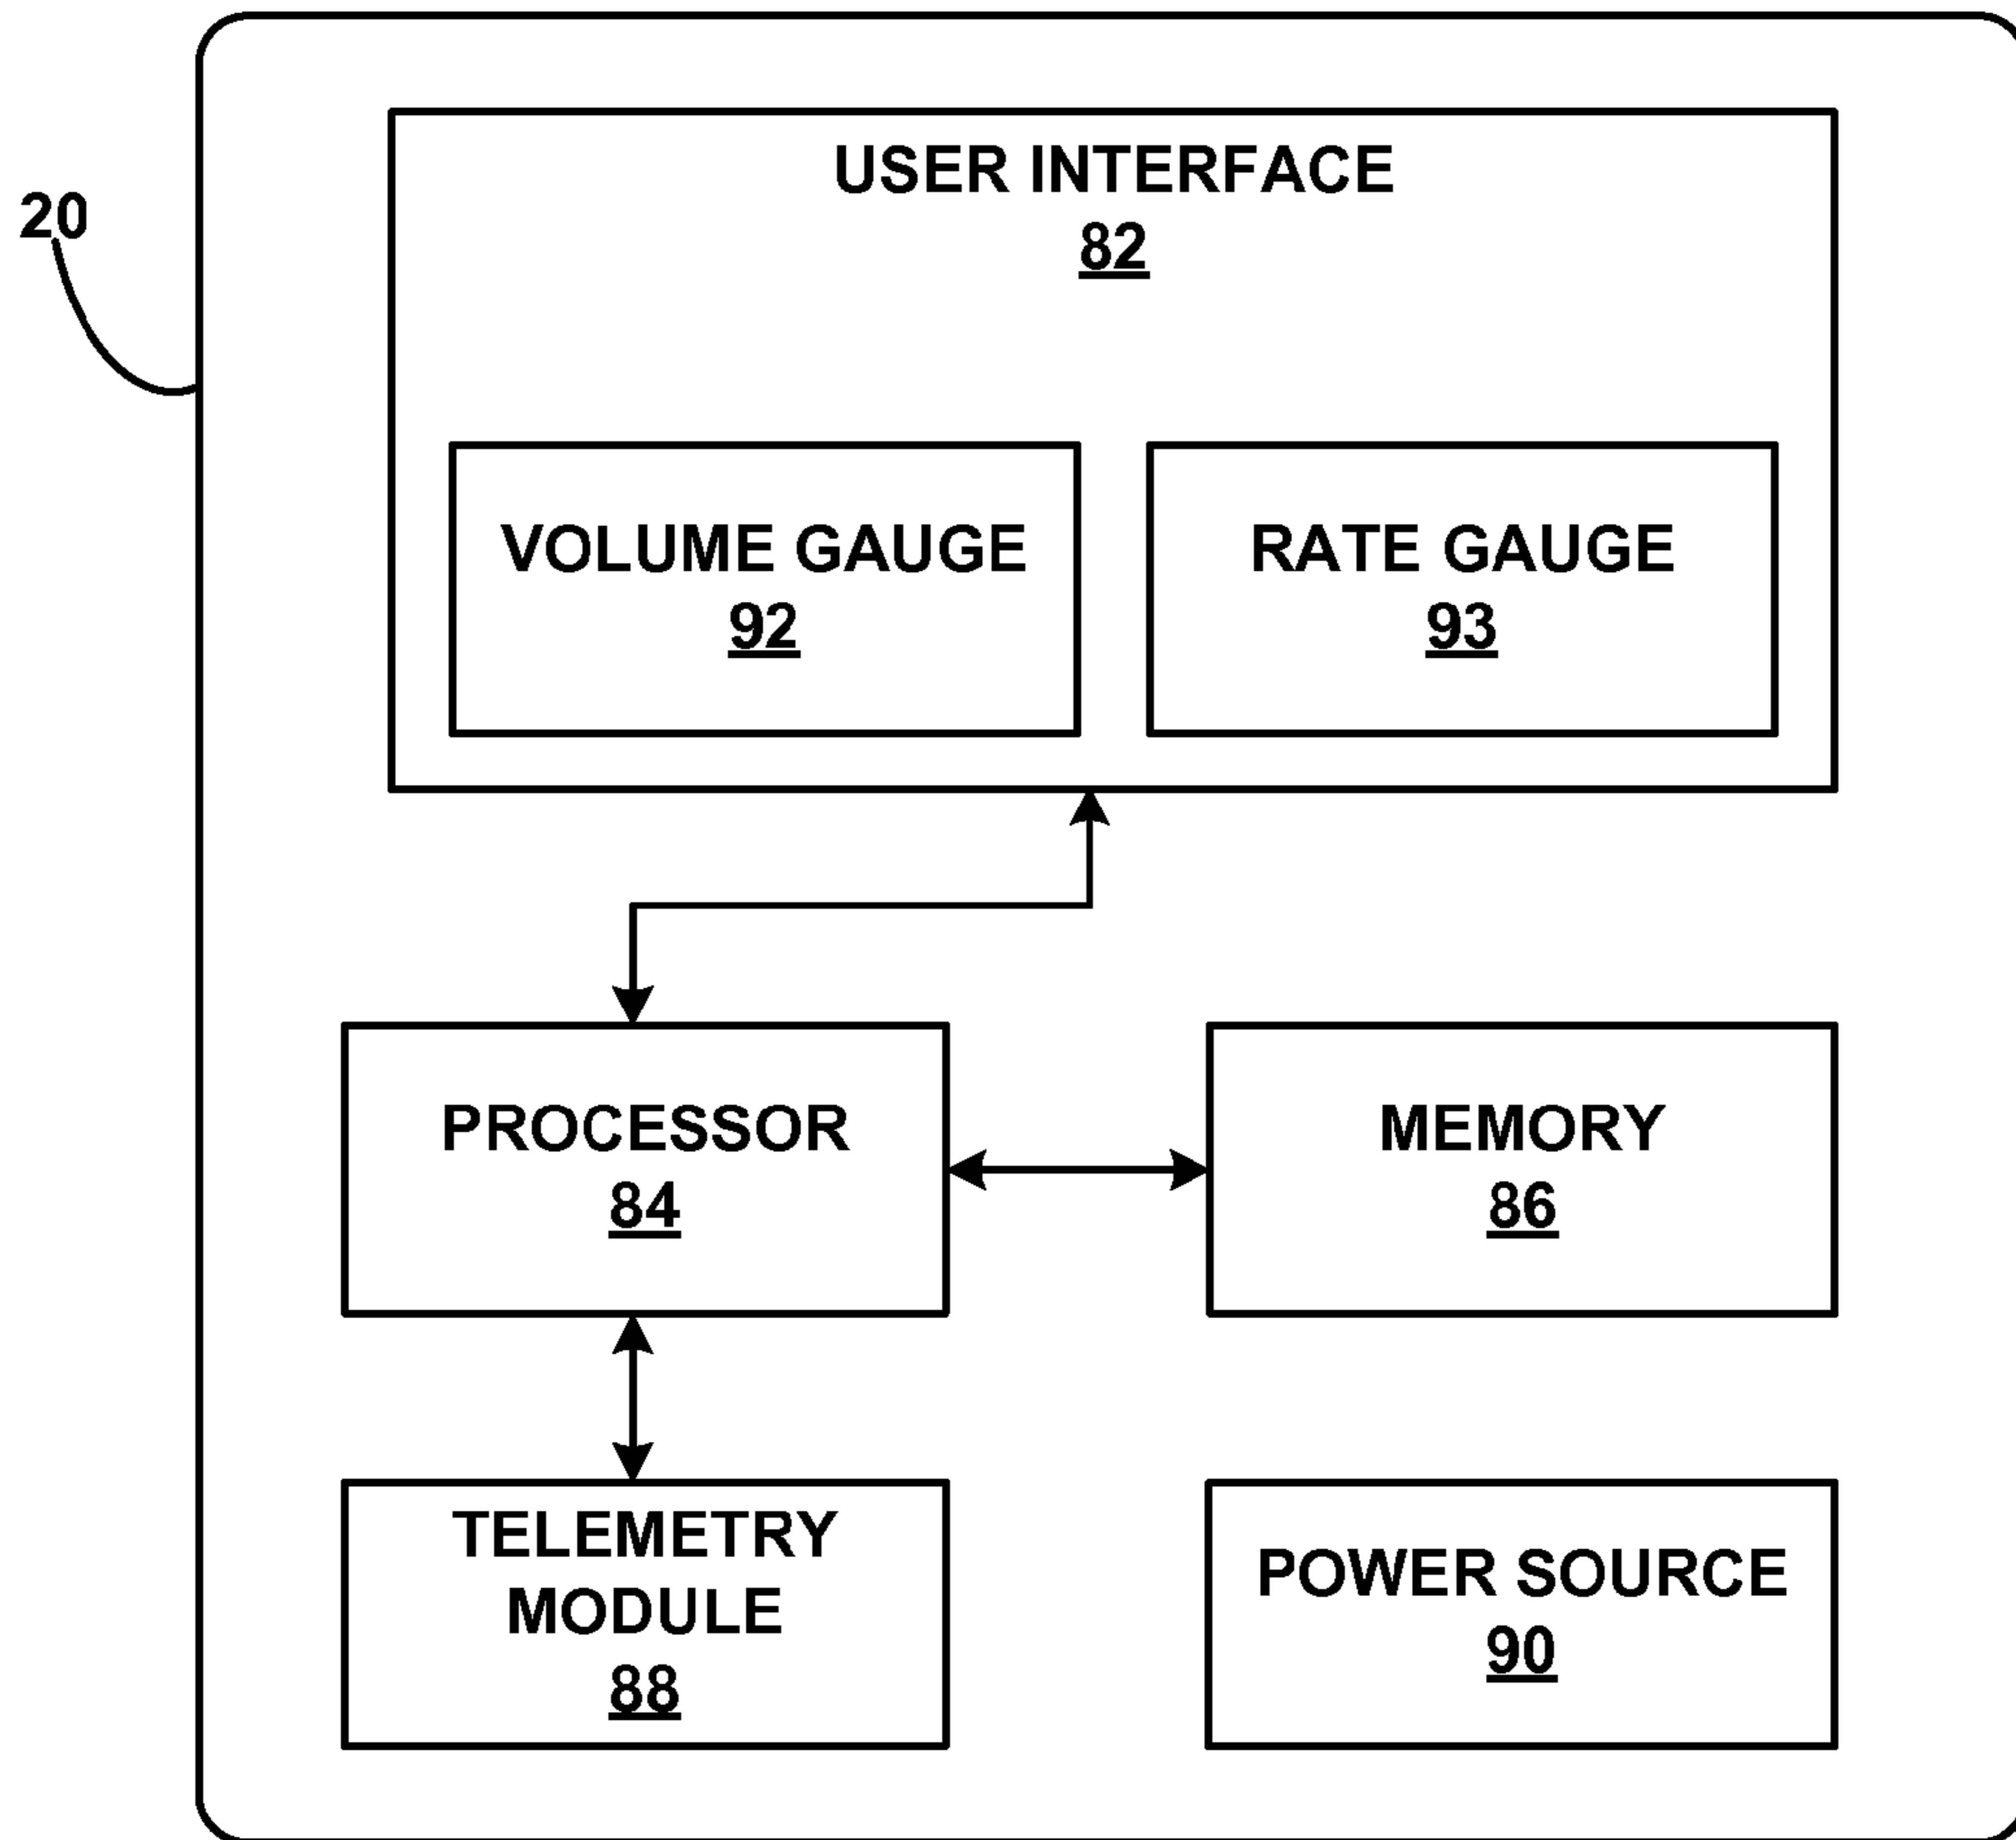 20
USER INTERFACE
82
VOLUME GAUGE
92
RATE GAUGE
93
PROCESSOR
84
MEMORY
86
TELEMETRY
MODULE
88
POWER SOURCE
90